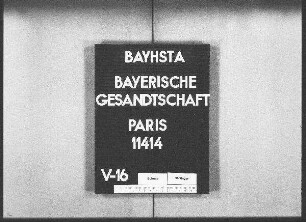 BAYHSTA
BAYERISCHE
GESANDTSCHAFT
PARIS
11414
V-16